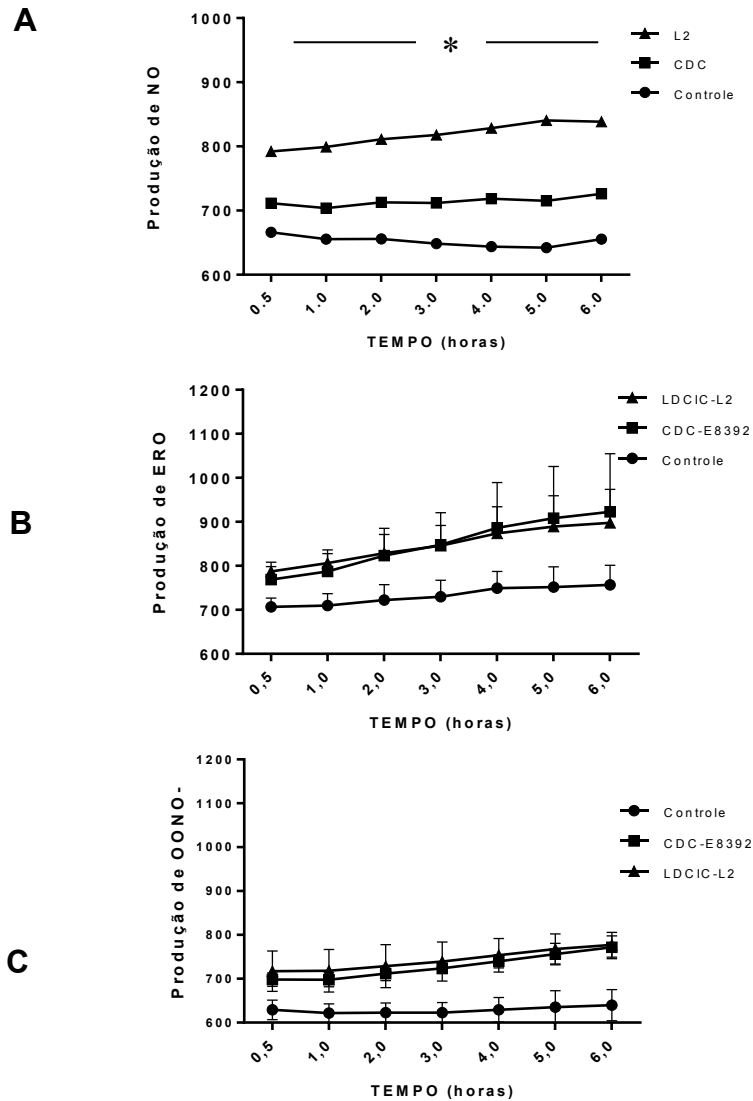 A
Produção de NO
1000
900
800
700
600
*
L2
CDC
Controle
0.5
1.0
2.0
3.0
4.0
5.0
6.0
TEMPO (horas)
B
Produção de ERO
1200
1100
1000
900
800
700
600
LDCIC-L2
CDC-E8392
Controle
0,5
1,0
2,0
3,0
4,0
5,0
6,0
TEMPO (horas)
C
Produção de OONO-
1200
1100
1000
900
800
700
600
Controle
CDC-E8392
LDCIC-L2
0,5
1,0
2,0
3,0
4,0
5,0
6,0
TEMPO (horas)